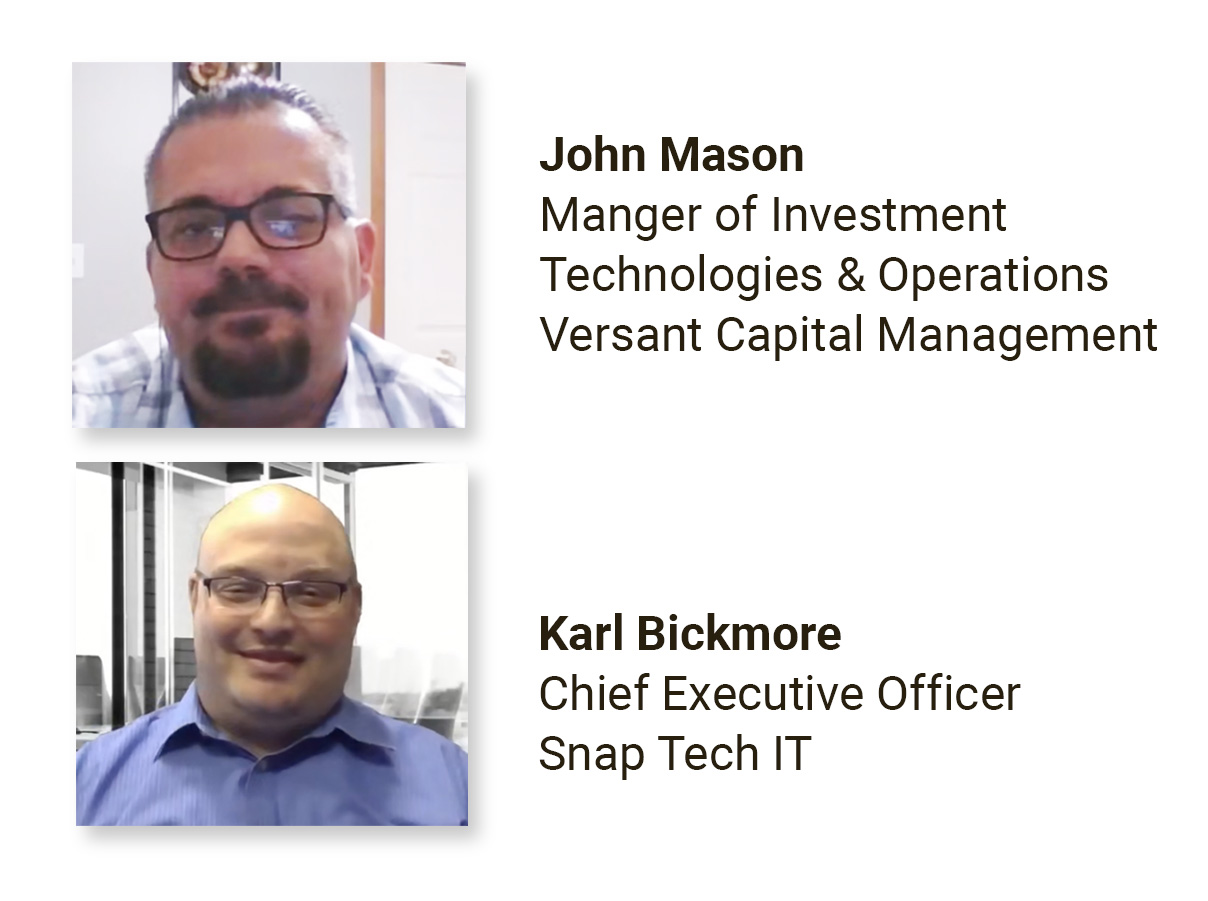 John Mason
Manger of Investment
Technologies & Operations
Versant Capital Management
Karl Bickmore
Chief Executive Officer
Snap Tech IT